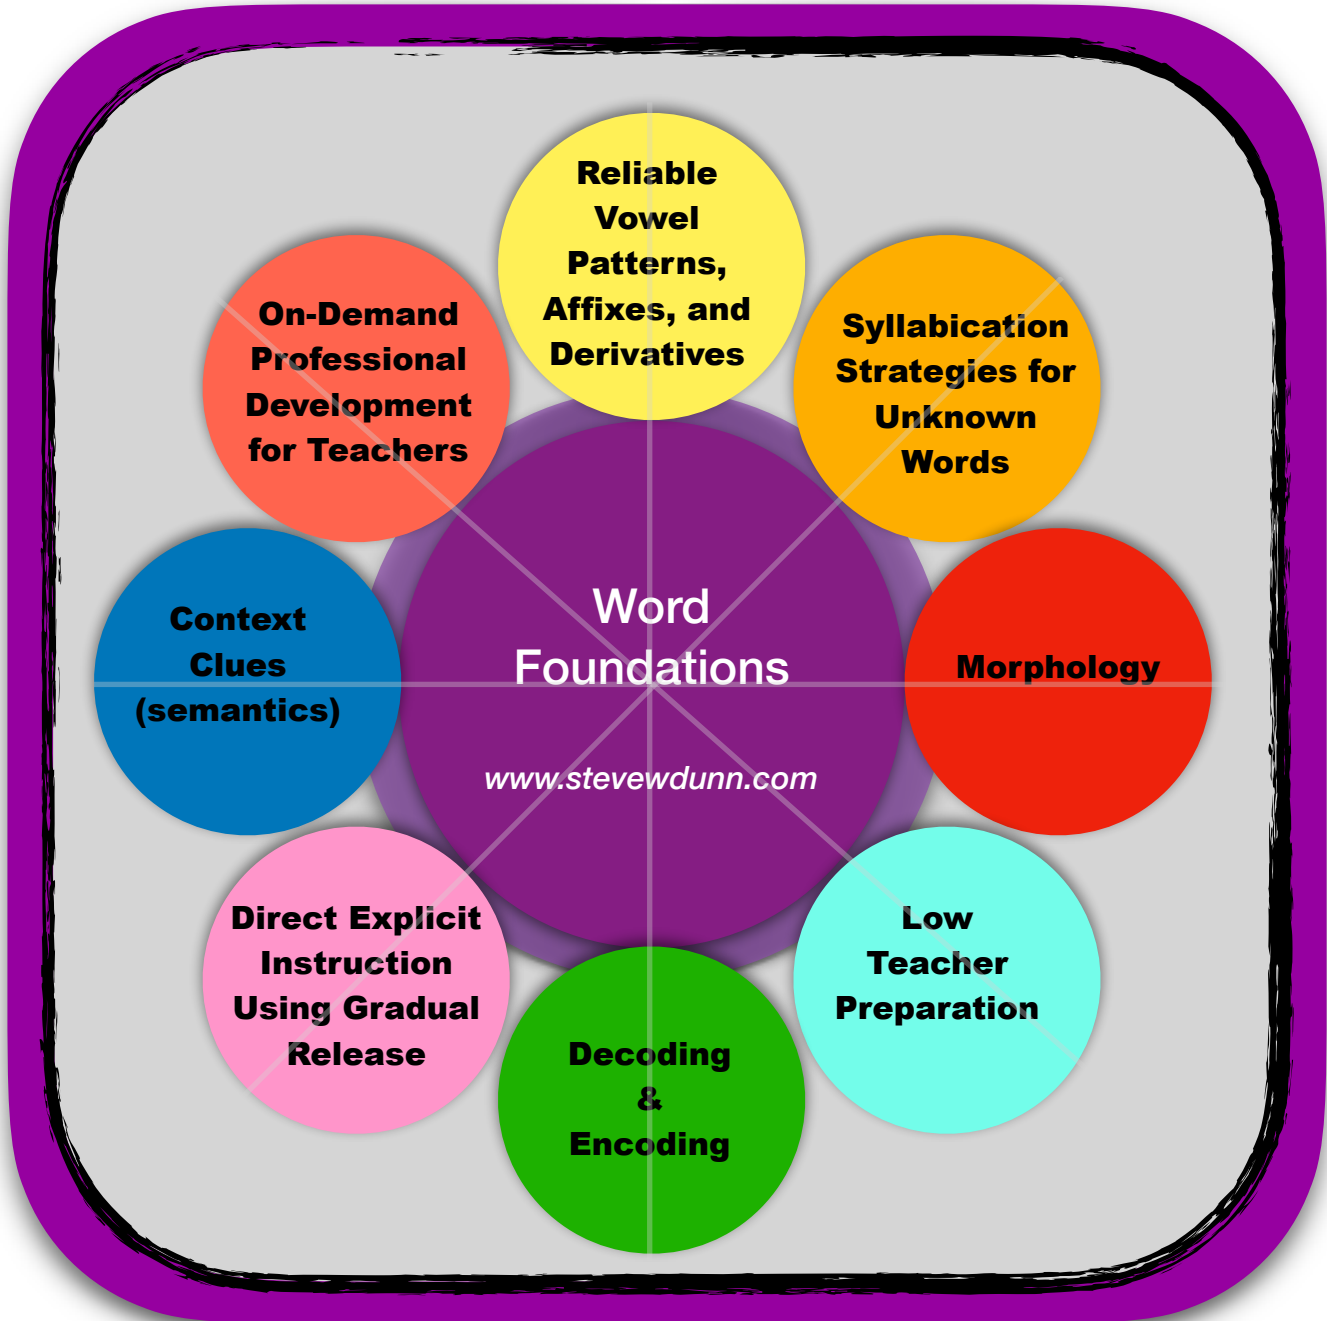 Reliable
Vowel
Patterns,
Affixes, and
Derivatives
On-Demand
Professional
Development
for Teachers
Syllabication
Strategies for
Unknown
Words
Context
Clues
(semantics)
Word
Foundations
www.stevewdunn.com
Morphology
Direct Explicit
Instruction
Using Gradual
Release
Low
Teacher
Preparation
Decoding
&
Encoding